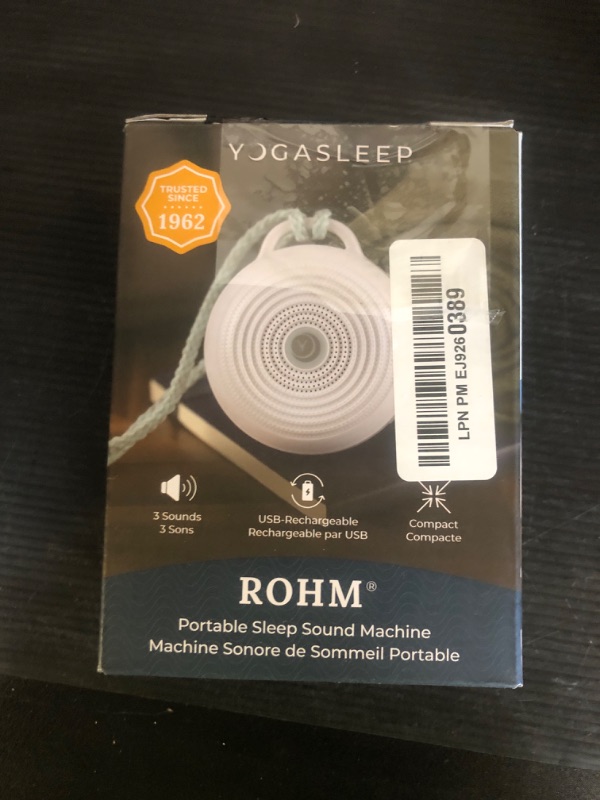 YOGASLEEP
TRUSTED
SINCE
1962
LPN PM EJ9260389
3 Sounds
3 Sons
USB-Rechargeable
Rechargeable par USB
Compact
Compacte
ROHM®
Portable Sleep Sound Machine
Machine Sonore de Sommeil Portable